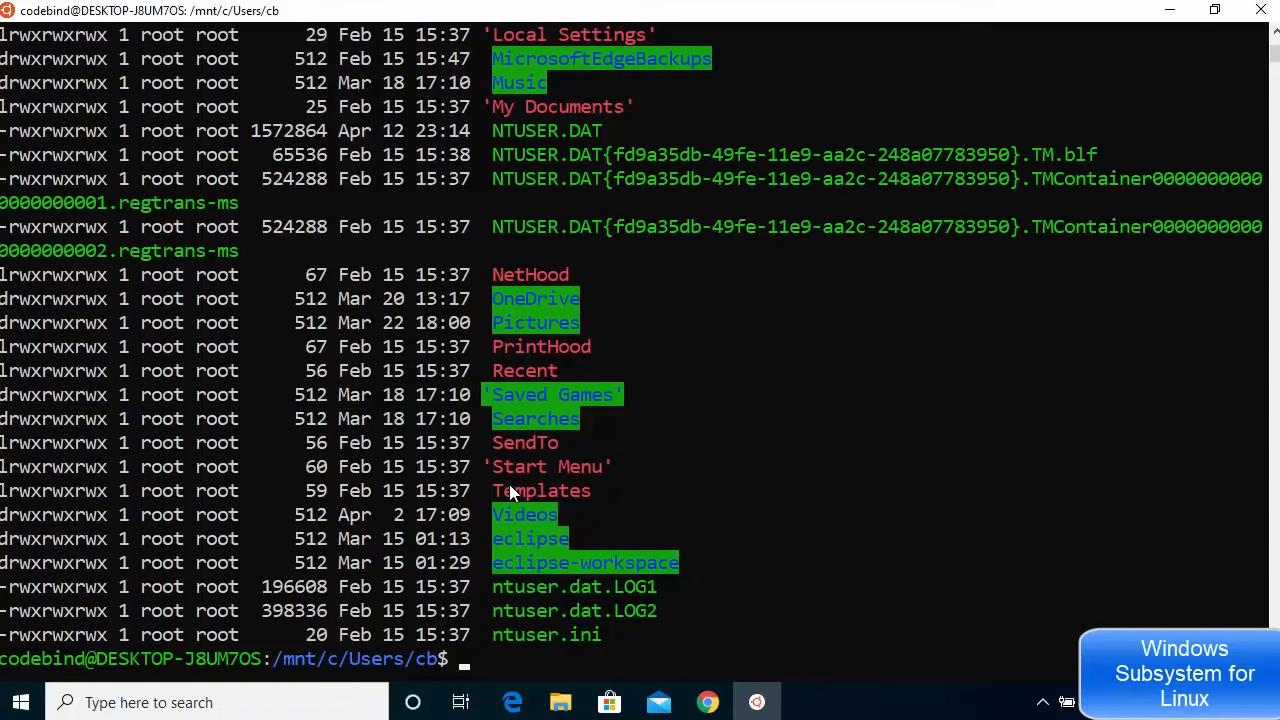 codebind@DESKTOP-J8UM7OS: /mnt/c/Users/cb
lrwxrwxrwx 1 root root 29 Feb 15 15:37 'Local Settings'
drwxrwxrwx 1 root root 512 Feb 15 15:47 MicrosoftEdgeBackups
drwxrwxrwx 1 root root 512 Mar 18 17:10 Music
lrwxrwxrwx 1 root root 25 Feb 15 15:37 'My Documents'
-rwxrwxrwx 1 root root 1572864 Apr 12 23:14 NTUSER.DAT
-rwxrwxrwx 1 root root 65536 Feb 15 15:38 NTUSER.DAT{fd9a35db-49fe-11e9-aa2c-248a07783950}.TM.blf
-rwxrwxrwx 1 root root 524288 Feb 15 15:37 NTUSER.DAT{fd9a35db-49fe-11e9-aa2c-248a07783950}.TMContainer0000000000
0000000001.regtrans-ms
-rwxrwxrwx 1 root root 524288 Feb 15 15:37 NTUSER.DAT{fd9a35db-49fe-11e9-aa2c-248a07783950}.TMContainer0000000000
0000000002.regtrans-ms
lrwxrwxrwx 1 root root 67 Feb 15 15:37 NetHood
drwxrwxrwx 1 root root 512 Mar 20 13:17 OneDrive
drwxrwxrwx 1 root root 512 Mar 22 18:00 Pictures
lrwxrwxrwx 1 root root 67 Feb 15 15:37 PrintHood
lrwxrwxrwx 1 root root 56 Feb 15 15:37 Recent
drwxrwxrwx 1 root root 512 Mar 18 17:10 'Saved Games'
drwxrwxrwx 1 root root 512 Mar 18 17:10 Searches
lrwxrwxrwx 1 root root 56 Feb 15 15:37 SendTo
lrwxrwxrwx 1 root root 60 Feb 15 15:37 'Start Menu'
lrwxrwxrwx 1 root root 59 Feb 15 15:37 Templates
drwxrwxrwx 1 root root 512 Apr 2 17:09 Videos
drwxrwxrwx 1 root root 512 Mar 15 01:13 eclipse
drwxrwxrwx 1 root root 512 Mar 15 01:29 eclipse-workspace
-rwxrwxrwx 1 root root 196608 Feb 15 15:37 ntuser.dat.LOG1
-rwxrwxrwx 1 root root 398336 Feb 15 15:37 ntuser.dat.LOG2
-rwxrwxrwx 1 root root 20 Feb 15 15:37 ntuser.ini
codebind@DESKTOP-J8UM7OS:/mnt/c/Users/cb$
Windows
Subsystem for
Linux
Type here to search